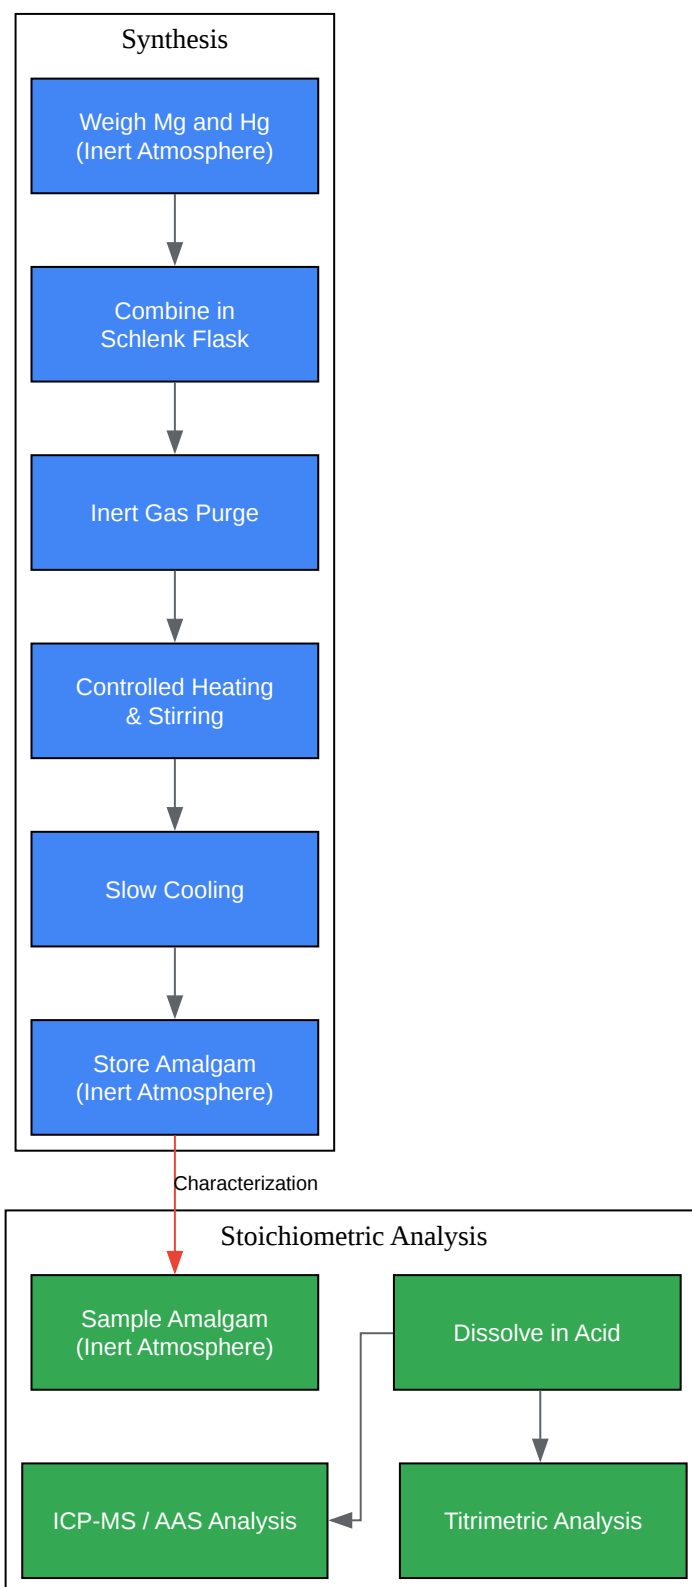 Synthesis
Weigh Mg and Hg
(Inert Atmosphere)
Combine in
Schlenk Flask
Inert Gas Purge
Controlled Heating
& Stirring
Slow Cooling
Store Amalgam
(Inert Atmosphere)
Characterization
Stoichiometric Analysis
Sample Amalgam
(Inert Atmosphere)
Dissolve in Acid
ICP-MS / AAS Analysis
Titrimetric Analysis